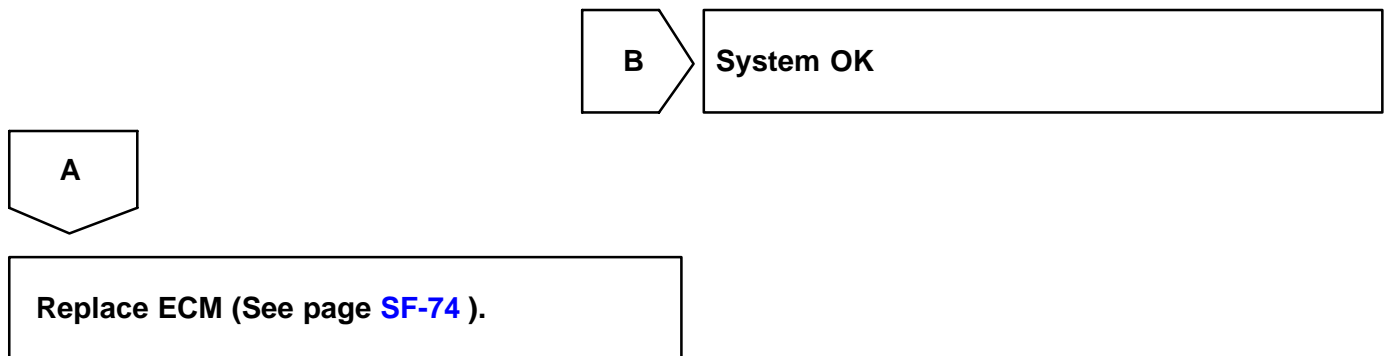 B
System OK
A
Replace ECM (See page SF-74 ).